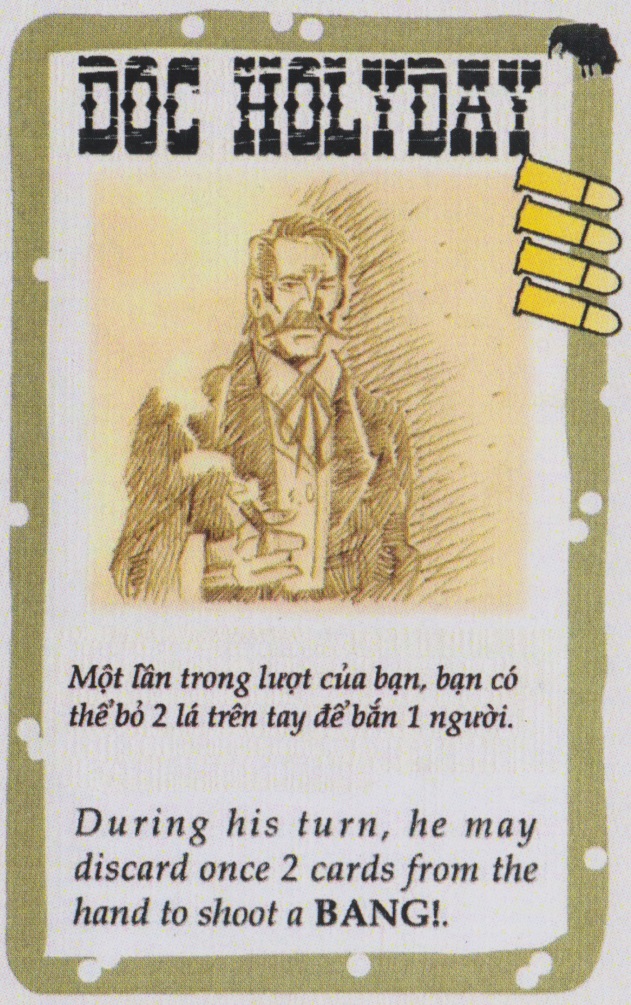 DOC HOLYDAY
Một lần trong lượt của bạn, bạn có
thể bỏ 2 lá trên tay để bắn 1 người.
During his turn, he may
discard once 2 cards from the
hand to shoot a BANG!.